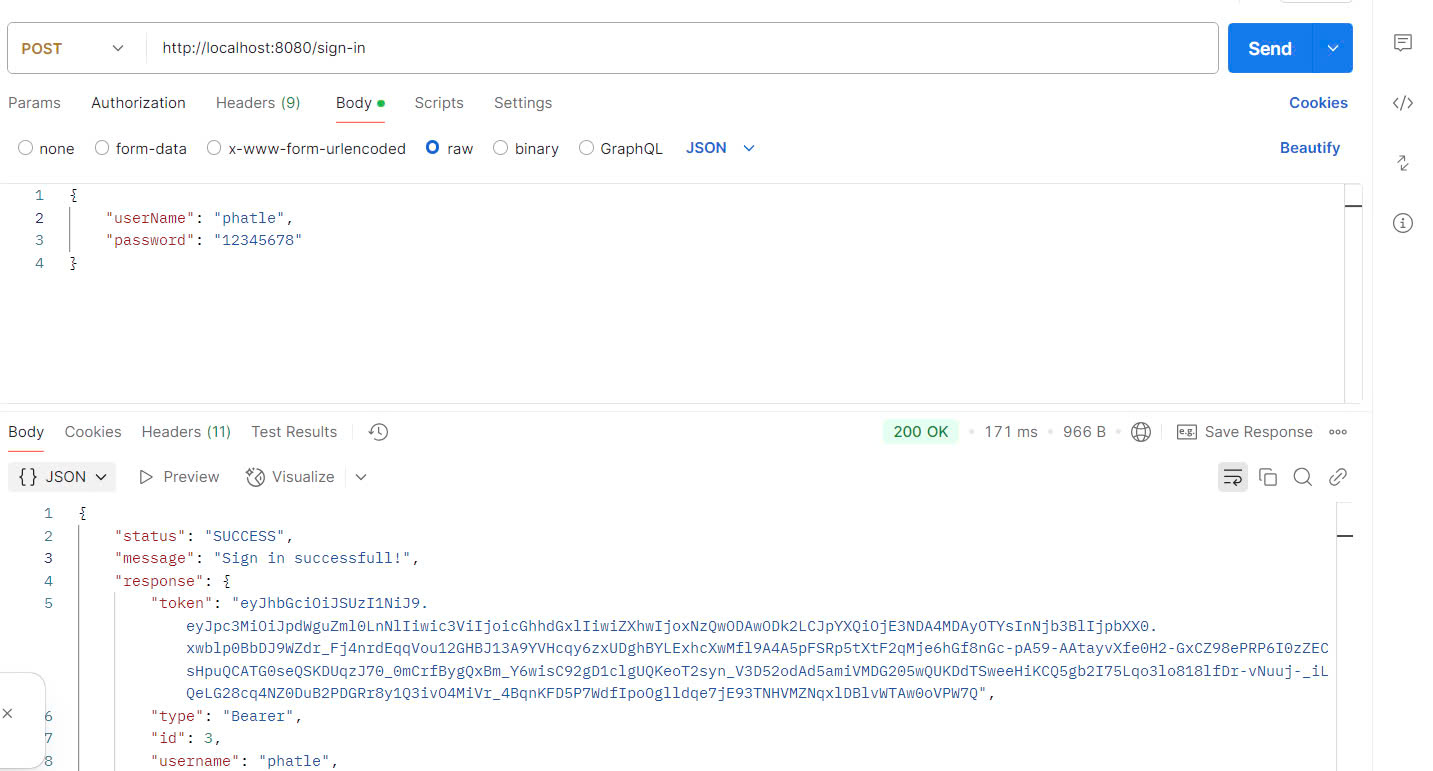 POST http://localhost:8080/sign-in Send
Params Authorization Headers (9) Body Scripts Settings Cookies
none form-data x-www-form-urlencoded raw binary GraphQL JSON Beautify
1 {
2 "userName": "phatle",
3 "password": "12345678"
4 }
Body Cookies Headers (11) Test Results 200 OK 171 ms 966 B e.g. Save Response
{} JSON Preview Visualize
1 {
2 "status": "SUCCESS",
3 "message": "Sign in successfull!",
4 "response": {
5 "token": "eyJhbGciOiJSUzI1NiJ9.
eyJpc3MiOiJpdWguZml0LnNlIiwic3ViIjoicGhhdGxlIiwiZXhwIjoxNzQwODAwODk2LCJpYXQiOjE3NDA4MDAyOTYsInNjb3BlIjpbXX0.
xwblp0BbDJ9WZdr_Fj4nrdEqqVou12GHBJ13A9YVHcqy6zxUDghBYLExhcXwMfl9A4A5pFSRp5tXtF2qMje6hGf8nGc-pA59-AAtayvXfe0H2-GxCZ98ePRP6I0zZEC
sHpuQCATG0seQSKDUqzJ70_0mCrfBygQxBm_Y6wisC92gD1clgUQKeoT2syn_V3D52odAd5amiVMDG205wQUKDdTSweeHiKCQ5gb2I75Lqo3lo818lfDr-vNuuj-_iL
QeLG28cq4NZ0DuB2PDGRr8y1Q3ivO4MiVr_4BqnKFD5P7WdfIpoOglldqe7jE93TNHVMZNqxlDBlvWTAw0oVPW7Q",
6 "type": "Bearer",
7 "id": 3,
8 "username": "phatle",